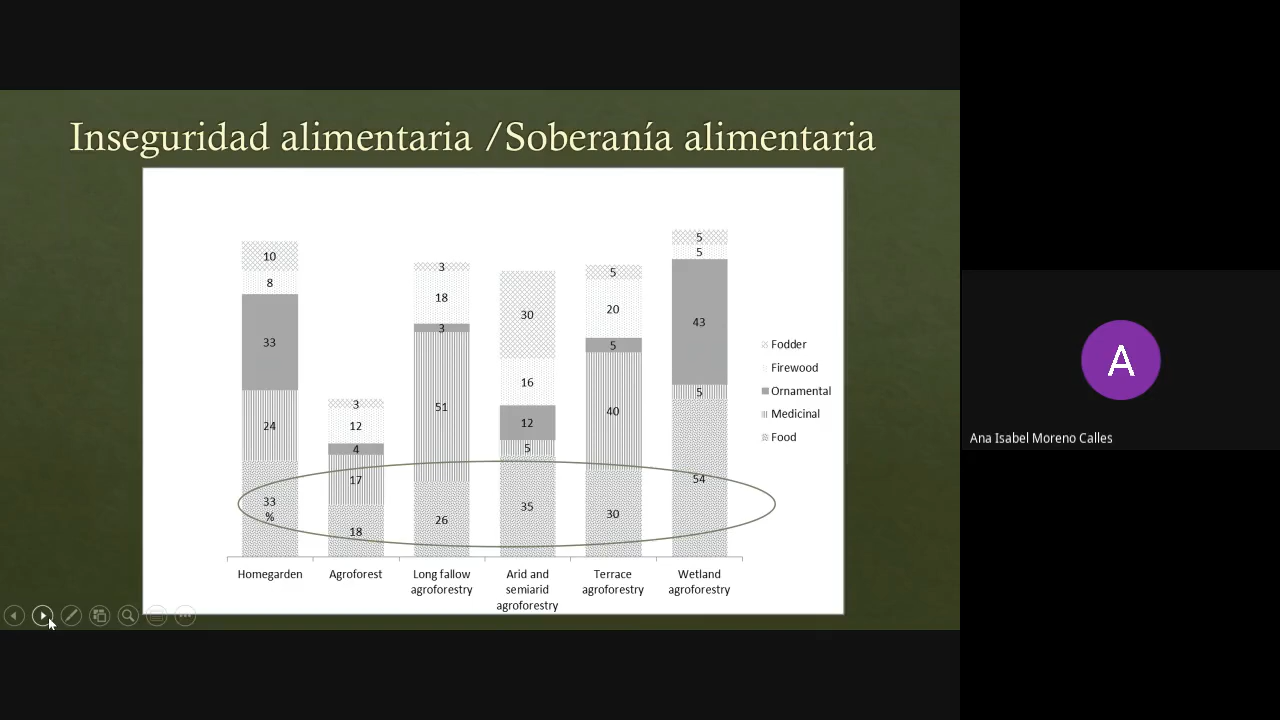 Inseguridad alimentaria /Soberanía alimentaria
10
8
33
24
33
%
3
12
4
17
18
3
18
3
51
26
30
16
12
5
35
5
20
5
40
30
5
5
43
5
54
Fodder
Firewood
Ornamental
Medicinal
Food
Homegarden
Agroforest
Long fallow
agroforestry
Arid and
semiarid
agroforestry
Terrace
agroforestry
Wetland
agroforestry
A
Ana Isabel Moreno Calles